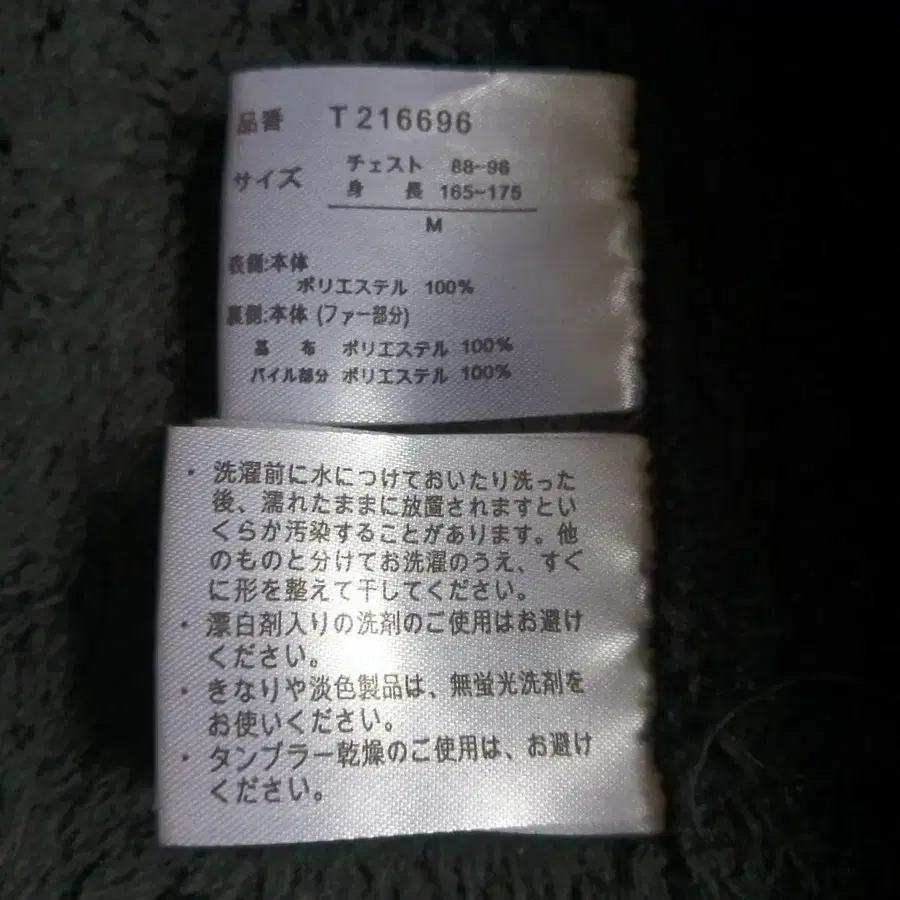 品番 T216696
サイズ チェスト 88~96
身長 165~175
M
表側:本体
ポリエステル 100%
裏側:本体 (ファー部分)
基布 ポリエステル 100%
パイル部分 ポリエステル 100%
・洗濯前に水につけておいたり洗った
後、濡れたままに放置されますとい
くらか汚染することがあります。他
のものと分けてお洗濯のうえ、すぐ
に形を整えて干してください。
・漂白剤入りの洗剤のご使用はお避け
ください。
・きなりや淡色製品は、無蛍光洗剤を
お使いください。
・タンブラー乾燥のご使用は、お避け
ください。